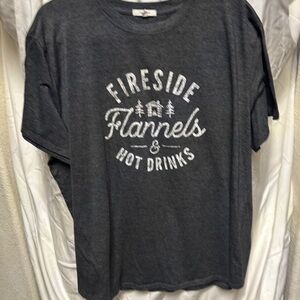 FIRESIDE
Flannels
&
HOT DRINKS